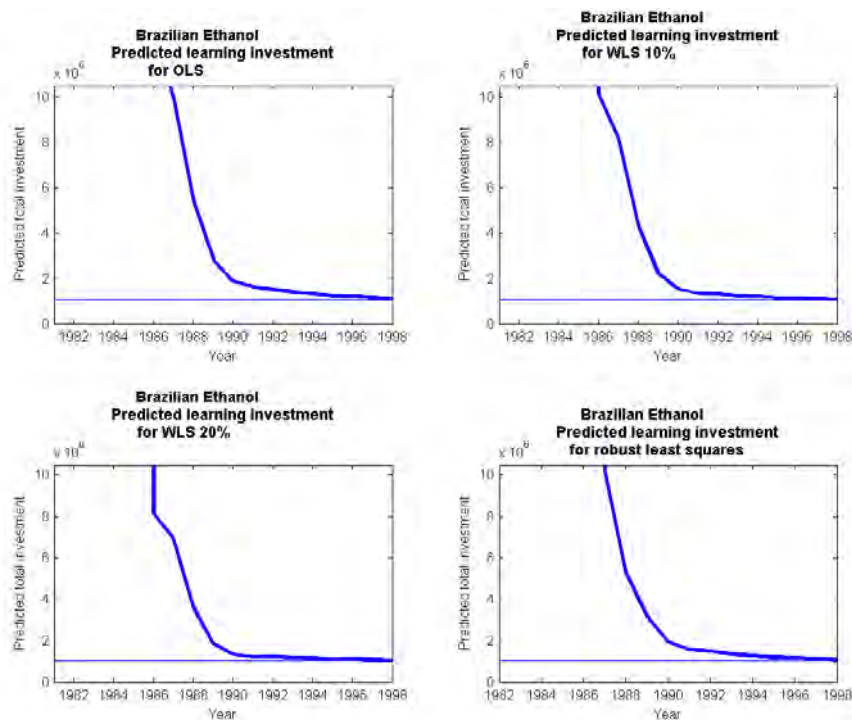 Brazilian Ethanol
Predicted learning investment
for OLS
x 10^6
10
8
6
4
2
0
Predicted total investment
1982 1984 1986 1988 1990 1992 1994 1996 1998
Year
Brazilian Ethanol
Predicted learning investment
for WLS 10%
x 10^6
10
8
6
4
2
0
Predicted total investment
1982 1984 1986 1988 1990 1992 1994 1996 1998
Year
Brazilian Ethanol
Predicted learning investment
for WLS 20%
x 10
10
8
6
4
2
0
Predicted total investment
1982 1984 1986 1988 1990 1992 1994 1996 1998
Year
Brazilian Ethanol
Predicted learning investment
for robust least squares
x 10^6
10
8
6
4
2
0
Predicted total investment
1982 1984 1986 1988 1990 1992 1994 1996 1998
Year